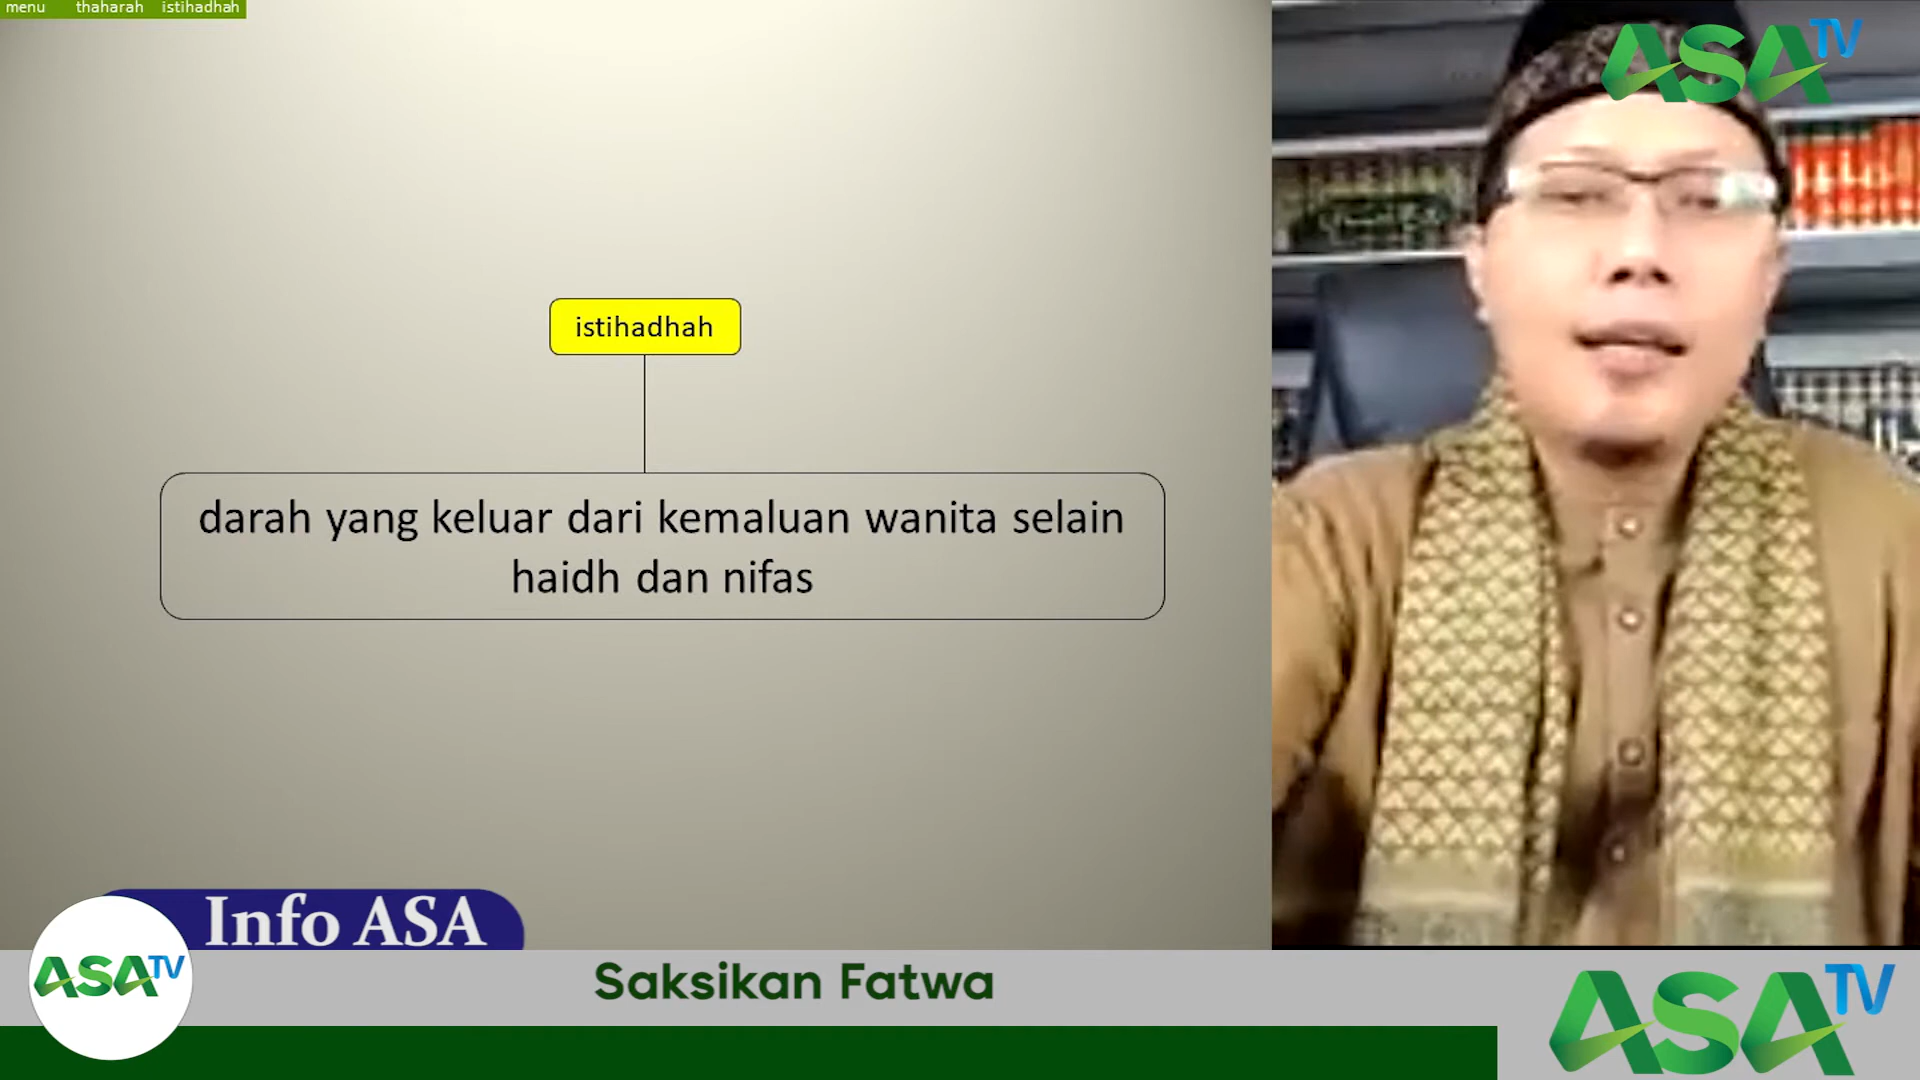 menu thaharah istihadhah
ASA TV
istihadhah
darah yang keluar dari kemaluan wanita selain
haidh dan nifas
Info ASA
ASA TV
Saksikan Fatwa
ASA TV